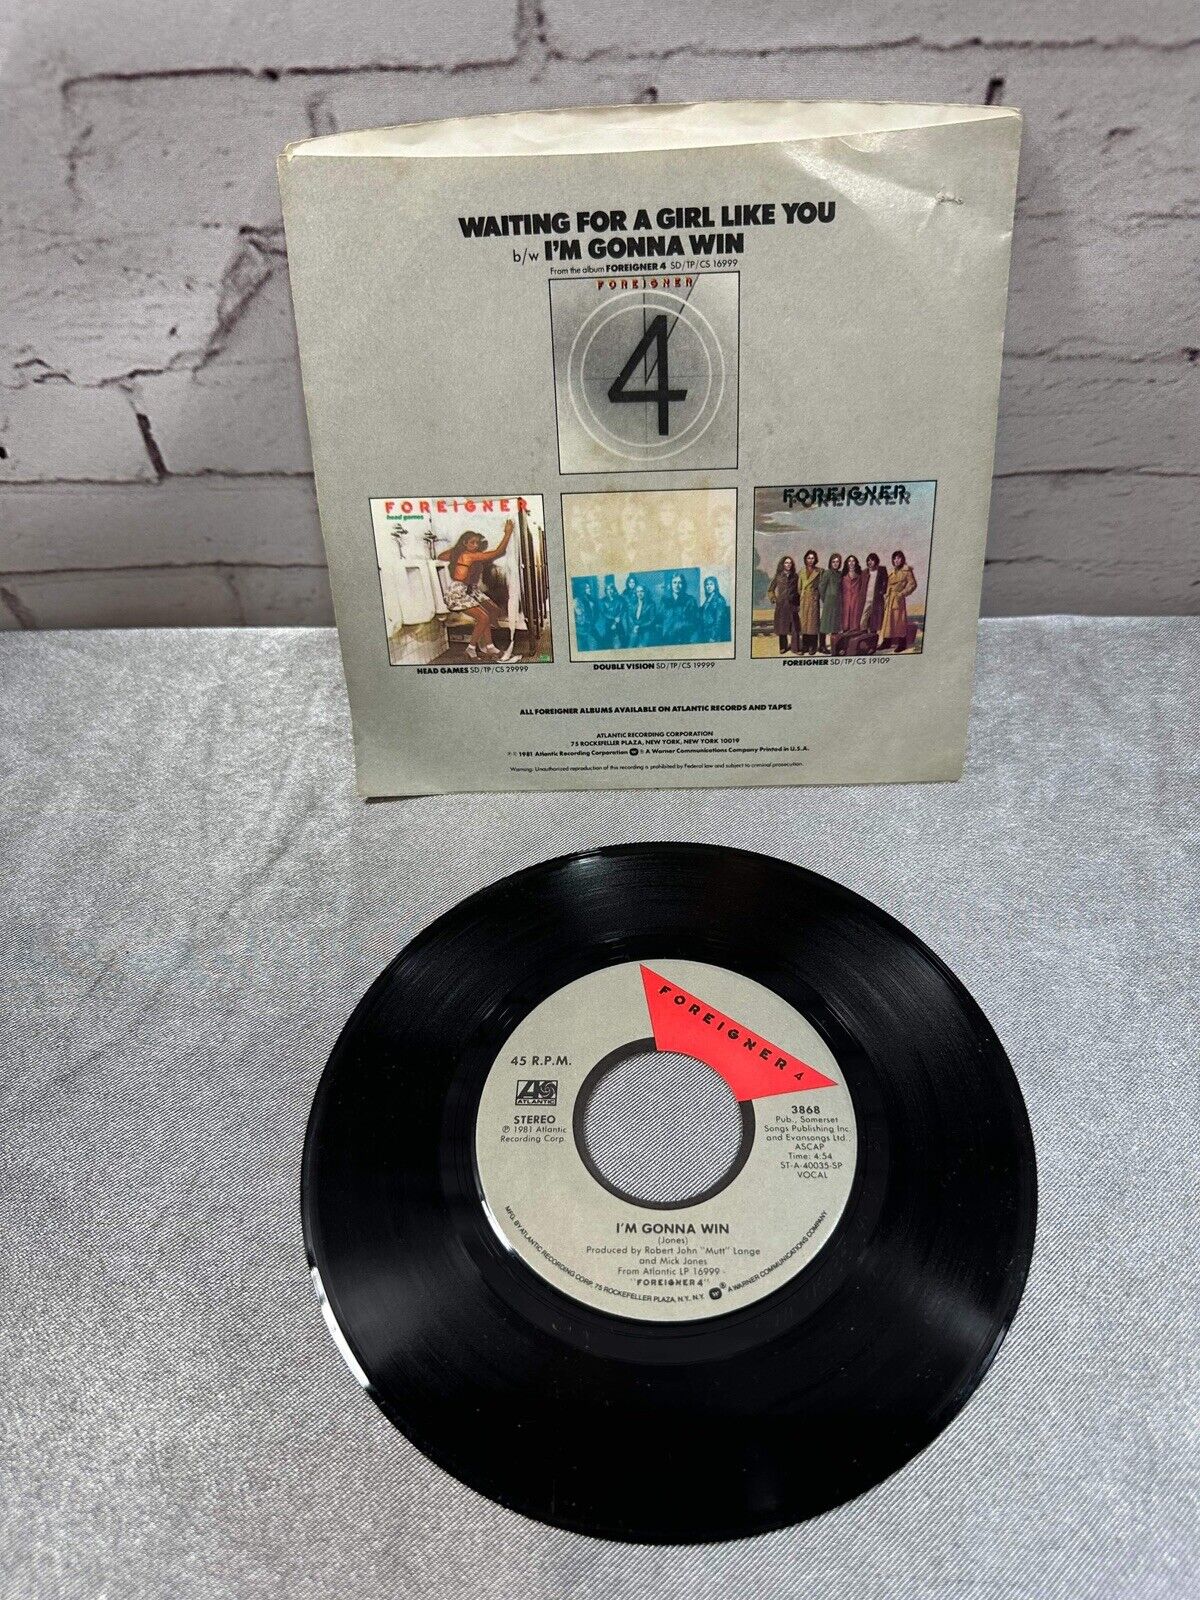 WAITING FOR A GIRL LIKE YOU
b/w I'M GONNA WIN
From the album FOREIGNER 4 SD/TP/CS 16999
FOREIGNER
4
FOREIGNER
head games
FOREIGNER
HEAD GAMES SD/TP/CS 29999
DOUBLE VISION SD/TP/CS 19999
FOREIGNER SD/TP/CS 19109
ALL FOREIGNER ALBUMS AVAILABLE ON ATLANTIC RECORDS AND TAPES
ATLANTIC RECORDING CORPORATION
75 ROCKEFELLER PLAZA, NEW YORK, NEW YORK 10019
℗© 1981 Atlantic Recording Corporation W ® A Warner Communications Company Printed in U.S.A.
Warning: Unauthorized reproduction of this recording is prohibited by Federal law and subject to criminal prosecution.
FOREIGNER 4
45 R.P.M.
ATLANTIC
STEREO
℗ 1981 Atlantic
Recording Corp.
3868
Pub., Somerset
Songs Publishing Inc.
and Evansongs Ltd.,
ASCAP
Time: 4:54
ST-A-40035-SP
VOCAL
I'M GONNA WIN
(Jones)
Produced by Robert John "Mutt" Lange
and Mick Jones
From Atlantic LP 16999 -
"FOREIGNER 4"
MFG. BY ATLANTIC RECORDING CORP., 75 ROCKEFELLER PLAZA, N.Y., N.Y. W ® A WARNER COMMUNICATIONS COMPANY